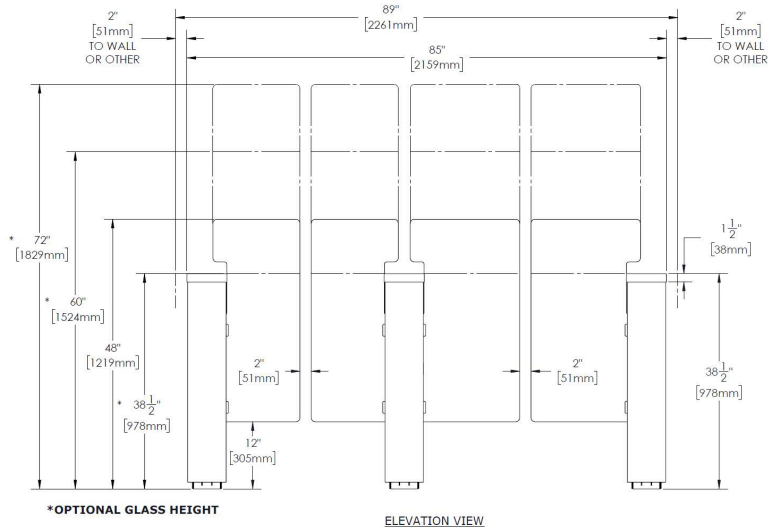 89"
[2261mm]
2"
[51mm]
TO WALL
OR OTHER
2"
[51mm]
TO WALL
OR OTHER
85"
[2159mm]
* 72"
[1829mm]
1 1/2"
[38mm]
* 60"
[1524mm]
48"
[1219mm]
2"
[51mm]
2"
[51mm]
38 1/2"
[978mm]
* 38 1/2"
[978mm]
12"
[305mm]
*OPTIONAL GLASS HEIGHT
ELEVATION VIEW